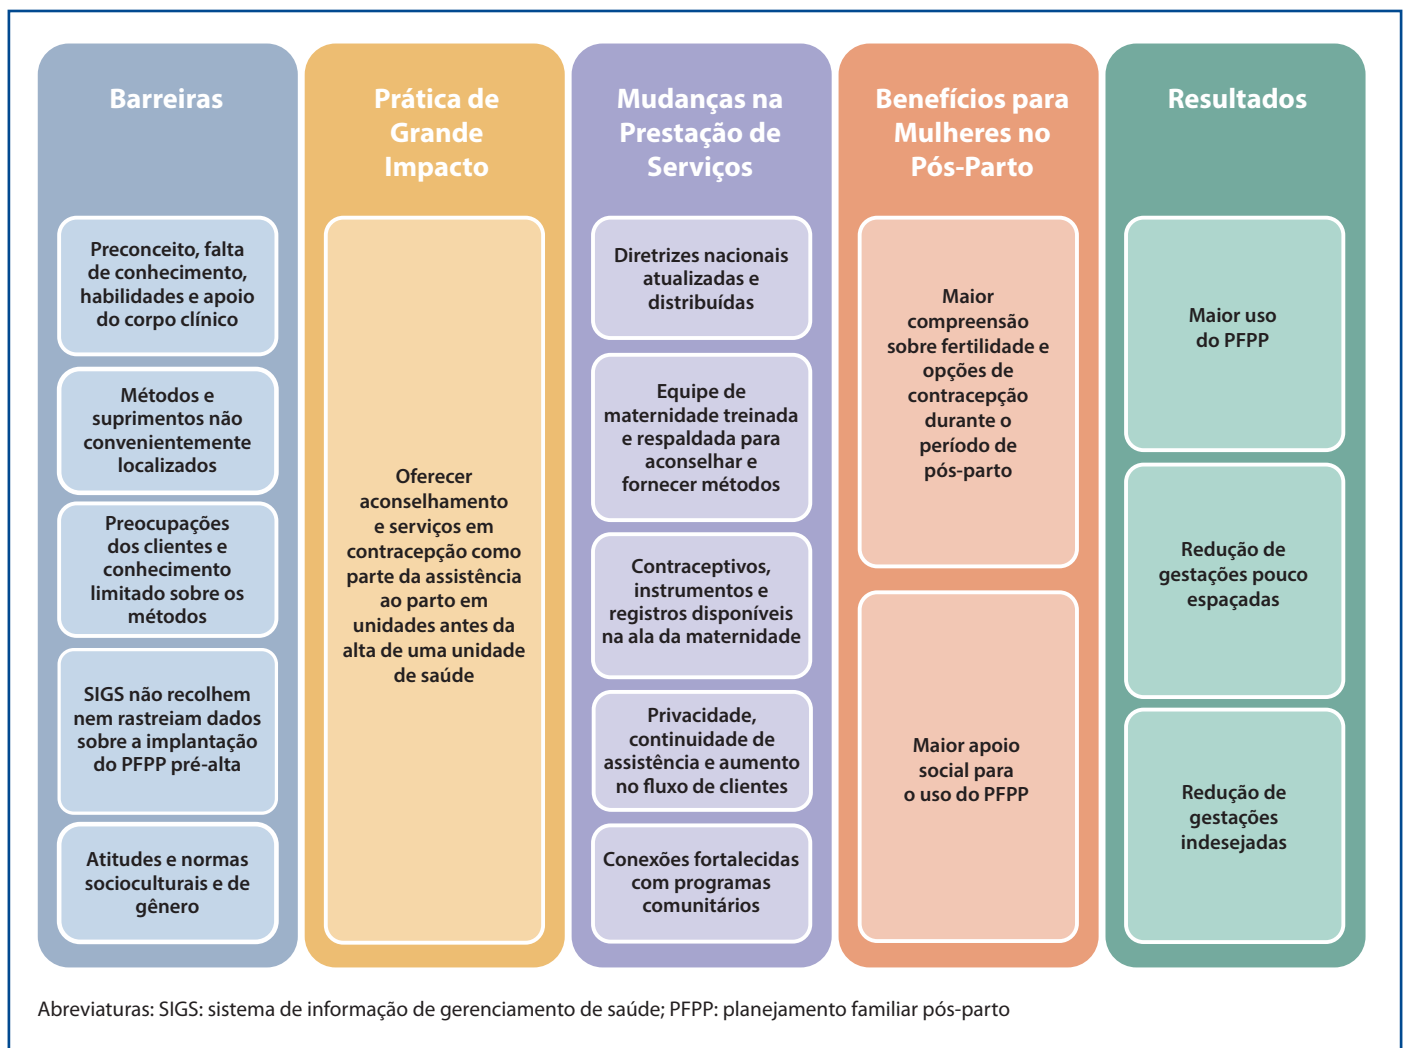 Barreiras
Preconceito, falta
de conhecimento,
habilidades e apoio
do corpo clínico
Métodos e
suprimentos não
convenientemente
localizados
Preocupações
dos clientes e
conhecimento
limitado sobre os
métodos
SIGS não recolhem
nem rastreiam dados
sobre a implantação
do PFPP pré-alta
Atitudes e normas
socioculturais e de
gênero
Prática de
Grande
Impacto
Oferecer
aconselhamento
e serviços em
contracepção como
parte da assistência
ao parto em
unidades antes da
alta de uma unidade
de saúde
Mudanças na
Prestação de
Serviços
Diretrizes nacionais
atualizadas e
distribuídas
Equipe de
maternidade treinada
e respaldada para
aconselhar e
fornecer métodos
Contraceptivos,
instrumentos e
registros disponíveis
na ala da maternidade
Privacidade,
continuidade de
assistência e aumento
no fluxo de clientes
Conexões fortalecidas
com programas
comunitários
Benefícios para
Mulheres no
Pós-Parto
Maior
compreensão
sobre fertilidade e
opções de
contracepção
durante o
período de
pós-parto
Maior apoio
social para
o uso do PFPP
Resultados
Maior uso
do PFPP
Redução de
gestações pouco
espaçadas
Redução de
gestações
indesejadas
Abreviaturas: SIGS: sistema de informação de gerenciamento de saúde; PFPP: planejamento familiar pós-parto